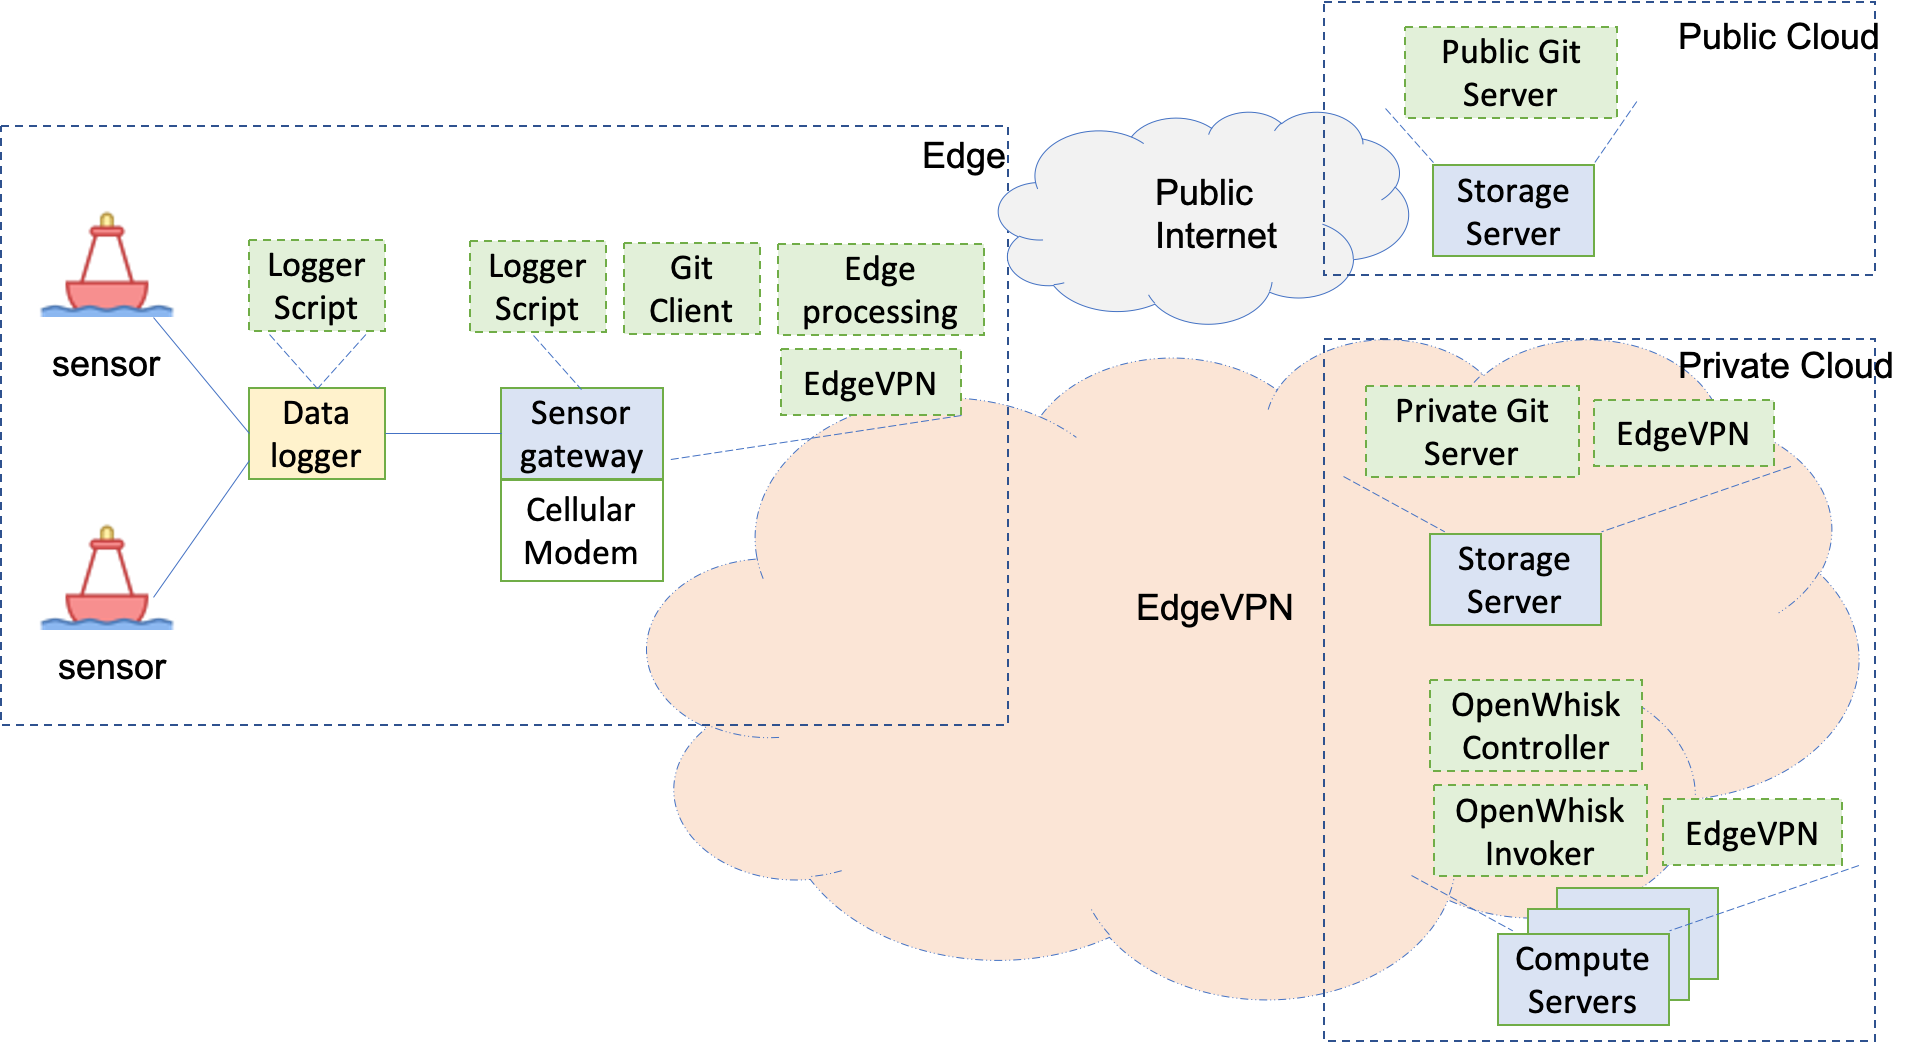 Public Cloud
Public Git
Server
Storage
Server
Public
Internet
Edge
sensor
sensor
Logger
Script
Data
logger
Logger
Script
Git
Client
Edge
processing
EdgeVPN
Sensor
gateway
Cellular
Modem
EdgeVPN
Private Cloud
Private Git
Server
EdgeVPN
Storage
Server
OpenWhisk
Controller
OpenWhisk
Invoker
EdgeVPN
Compute
Servers